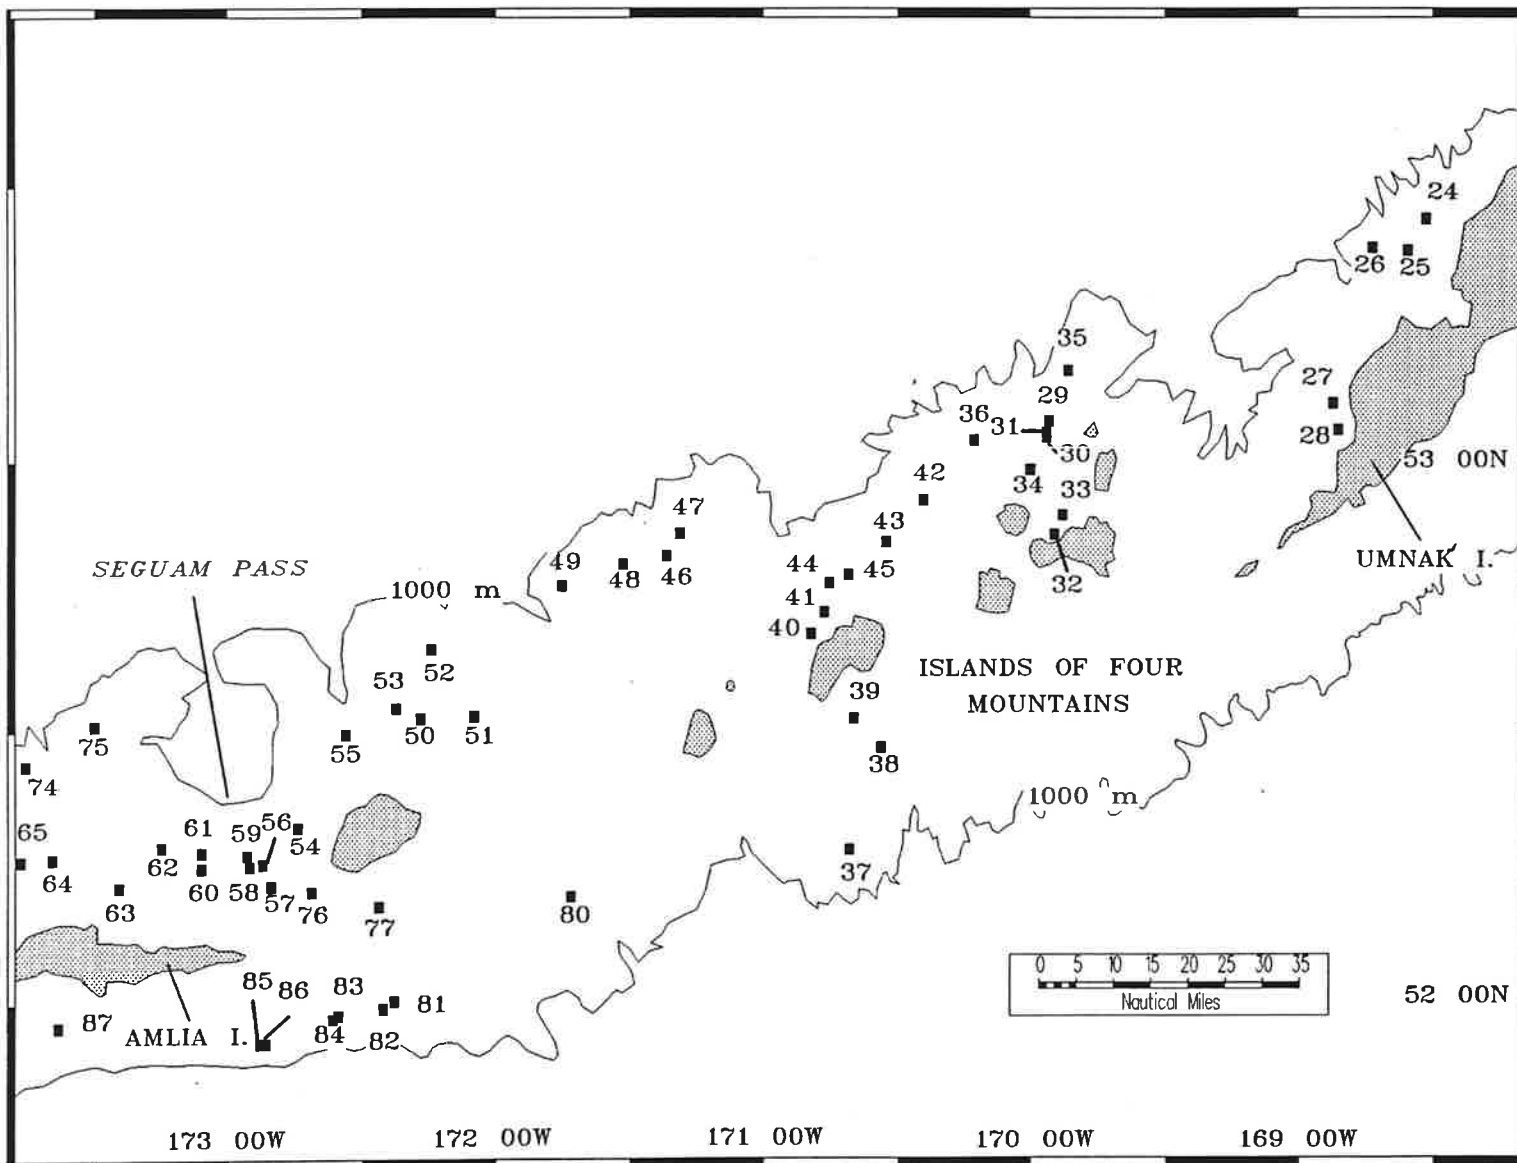 24
26 25
35
27
29
36 31
28
30
53 00N
34
42
33
47
43
SEGUAM PASS
49
48 46
44 45
UMNAK I.
32
1000 m
41
40
52
ISLANDS OF FOUR
MOUNTAINS
53
39
75
55 50 51
38
74
1000 m
65 61 59 56
54
62
37
64
60 58 57
63
76
77
80
0 5 10 15 20 25 30 35
Nautical Miles
52 00N
85 86 83
81
87
AMLIA I.
84 82
173 00W 172 00W 171 00W 170 00W 169 00W